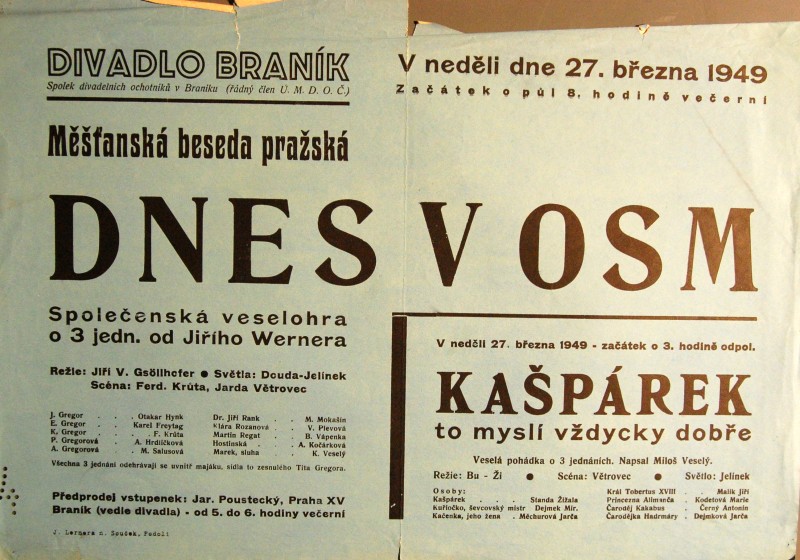 DIVADLO BRANÍK
Spolek divadelních ochotníků v Braníku (řádný člen U. M. D. O. Č.)
V neděli dne 27. března 1949
Začátek o půl 8. hodině večerní
Měšťanská beseda pražská
DNES V OSM
Společenská veselohra
o 3 jedn. od Jiřího Wernera
Režie: Jiří V. Gsöllhofer ● Světla: Douda-Jelínek
Scéna: Ferd. Krůta, Jarda Větrovec
J. Gregor . . . Otakar Hynk
E. Gregor . . Karel Freytag
K. Gregor . . . . F. Krůta
P. Gregorová . A. Hrdličková
A. Gregorová . . M. Salusová
Dr. Jiří Rank . . M. Mokašín
Klára Rozanová . . V. Plevová
Martin Regat . . B. Vápenka
Hostinská . . A. Kočárková
Marek, sluha . . K. Veselý
Všechna 3 jednání odehrávají se uvnitř majáku, sídla to zesnulého Tita Gregora.
Předprodej vstupenek: Jar. Poustecký, Praha XV
Braník (vedle divadla) - od 5. do 6. hodiny večerní
J. Lernera n. Souček, Podolí
V neděli 27. března 1949 - začátek o 3. hodině odpol.
KAŠPÁREK
to myslí vždycky dobře
Veselá pohádka o 3 jednáních. Napsal Miloš Veselý.
Režie: Bu - Ži ● Scéna: Větrovec ● Světlo: Jelínek
Osoby:
Kašpárek . . . Standa Žížala
Kuřločko, ševcovský mistr Dejmek Mir.
Kačenka, jeho žena . Měchurová Jarča
Král Tobertus XVIII . . Malík Jiří
Princezna Allmanča . Kodetová Marie
Čaroděj Kakabus . Černý Antonín
Čarodějka Hadrmáry . Dejmková Jarča